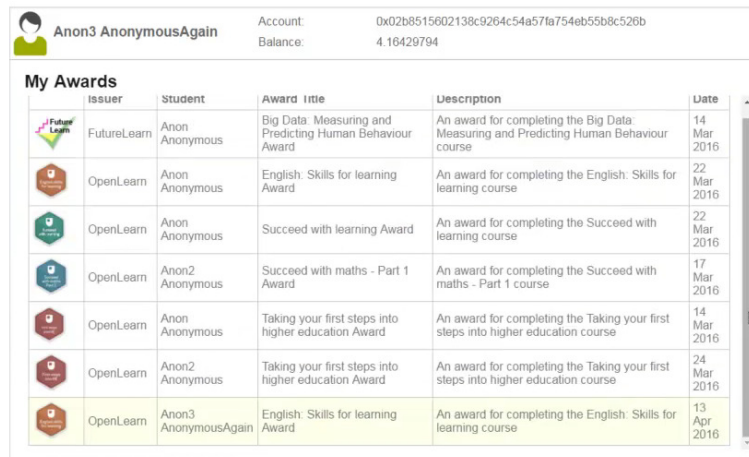 Anon3 AnonymousAgain
Account: 0x02b8515602138c9264c54a57fa754eb55b8c526b
Balance: 4.16429794
My Awards
Issuer Student Award Title Description Date
Future
Learn
FutureLearn
Anon
Anonymous
Big Data: Measuring and
Predicting Human Behaviour
Award
An award for completing the Big Data:
Measuring and Predicting Human Behaviour
course
14
Mar
2016
OpenLearn
Anon
Anonymous
English: Skills for learning
Award
An award for completing the English: Skills for
learning course
22
Mar
2016
OpenLearn
Anon
Anonymous
Succeed with learning Award
An award for completing the Succeed with
learning course
22
Mar
2016
OpenLearn
Anon2
Anonymous
Succeed with maths - Part 1
Award
An award for completing the Succeed with
maths - Part 1 course
17
Mar
2016
OpenLearn
Anon
Anonymous
Taking your first steps into
higher education Award
An award for completing the Taking your first
steps into higher education course
14
Mar
2016
OpenLearn
Anon2
Anonymous
Taking your first steps into
higher education Award
An award for completing the Taking your first
steps into higher education course
24
Mar
2016
OpenLearn
Anon3
AnonymousAgain
English: Skills for learning
Award
An award for completing the English: Skills for
learning course
13
Apr
2016